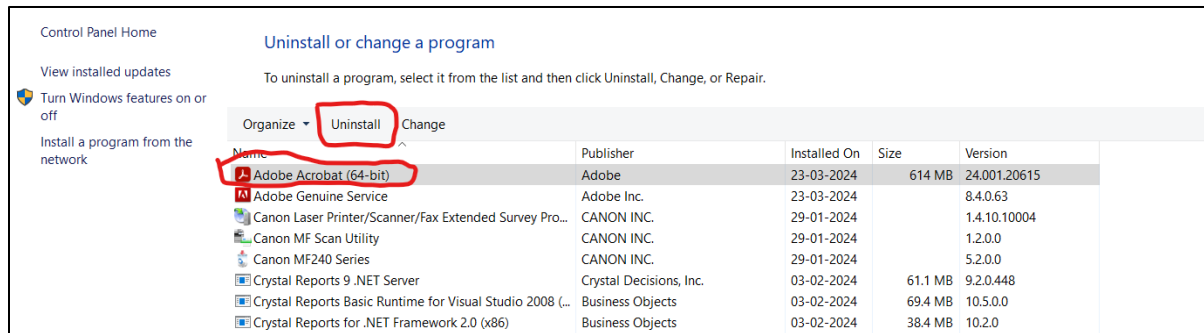 Control Panel Home
Uninstall or change a program
View installed updates
To uninstall a program, select it from the list and then click Uninstall, Change, or Repair.
Turn Windows features on or
off
Install a program from the
network
Organize Uninstall Change
Name Publisher Installed On Size Version
Adobe Acrobat (64-bit) Adobe 23-03-2024 614 MB 24.001.20615
Adobe Genuine Service Adobe Inc. 23-03-2024 8.4.0.63
Canon Laser Printer/Scanner/Fax Extended Survey Pro... CANON INC. 29-01-2024 1.4.10.10004
Canon MF Scan Utility CANON INC. 29-01-2024 1.2.0.0
Canon MF240 Series CANON INC. 29-01-2024 5.2.0.0
Crystal Reports 9 .NET Server Crystal Decisions, Inc. 03-02-2024 61.1 MB 9.2.0.448
Crystal Reports Basic Runtime for Visual Studio 2008 (... Business Objects 03-02-2024 69.4 MB 10.5.0.0
Crystal Reports for .NET Framework 2.0 (x86) Business Objects 03-02-2024 38.4 MB 10.2.0